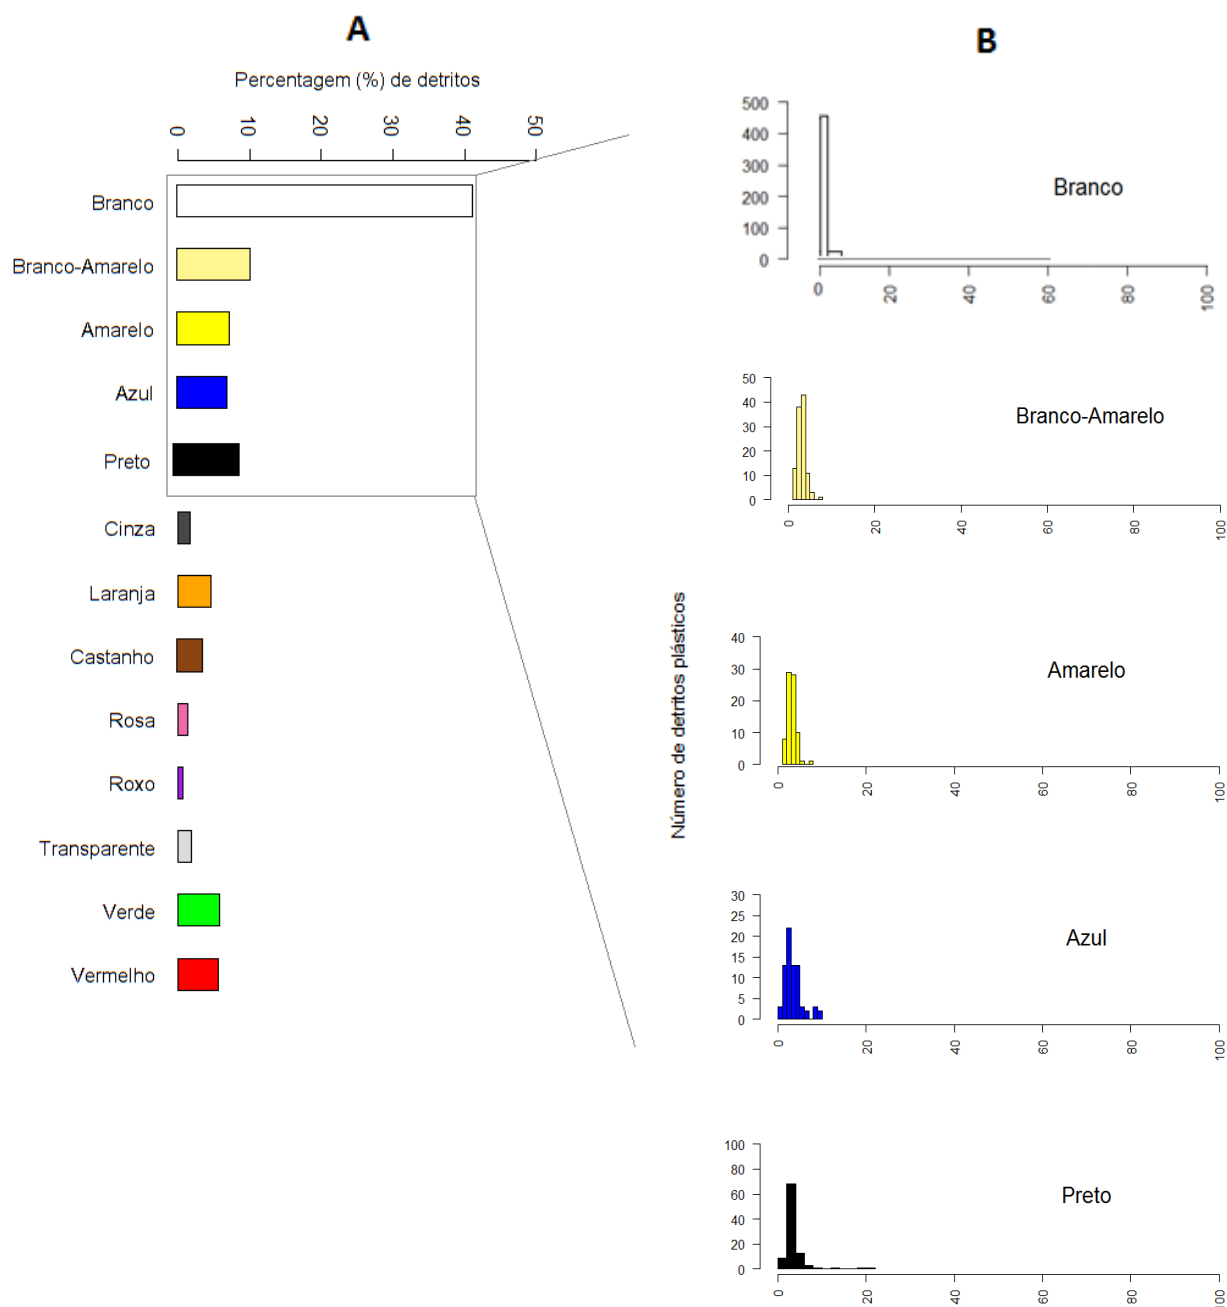 A
Percentagem (%) de detritos
0 10 20 30 40 50
Branco
Branco-Amarelo
Amarelo
Azul
Preto
Cinza
Laranja
Castanho
Rosa
Roxo
Transparente
Verde
Vermelho
B
Número de detritos plásticos
500
400
300
200
100
0
Branco
0 20 40 60 80 100
50
40
30
20
10
0
Branco-Amarelo
0 20 40 60 80 100
40
30
20
10
0
Amarelo
0 20 40 60 80 100
30
25
20
15
10
5
0
Azul
0 20 40 60 80 100
100
80
60
40
20
0
Preto
0 20 40 60 80 100